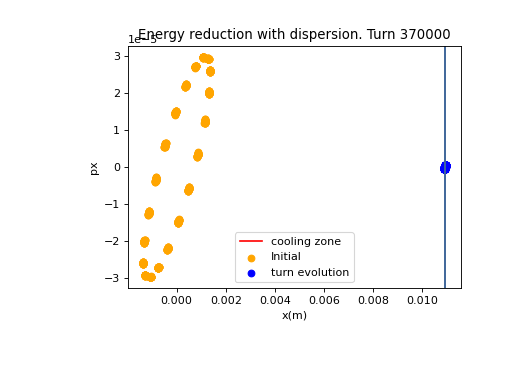 Energy reduction with dispersion. Turn 370000
1e−5
3
2
1
0
−1
−2
−3
px
cooling zone
Initial
turn evolution
0.000 0.002 0.004 0.006 0.008 0.010
x(m)